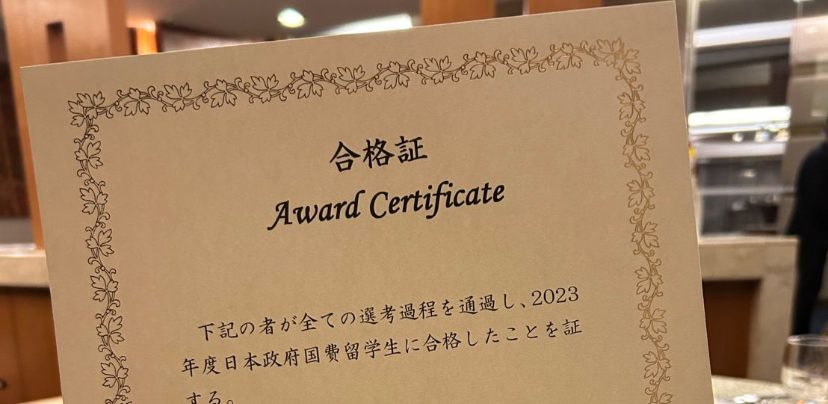 合格証
Award Certificate
下記の者が全ての選考過程を通過し、2023
年度日本政府国費留学生に合格したことを証
する。